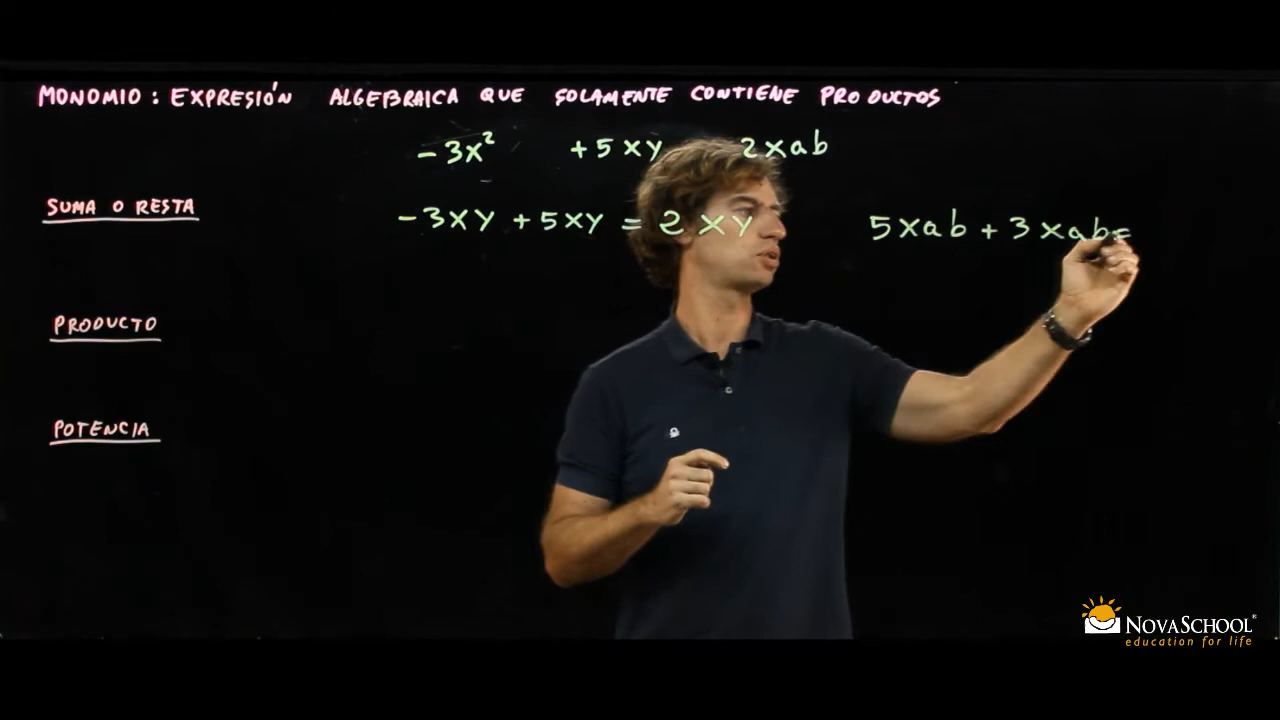 MONOMIO: EXPRESIÓN ALGEBRAICA QUE SOLAMENTE CONTIENE PRODUCTOS
-3x² +5xy 2xab
SUMA O RESTA -3xy + 5xy = 2xy 5xab + 3xab=
PRODUCTO
POTENCIA
NOVASCHOOL
education for life